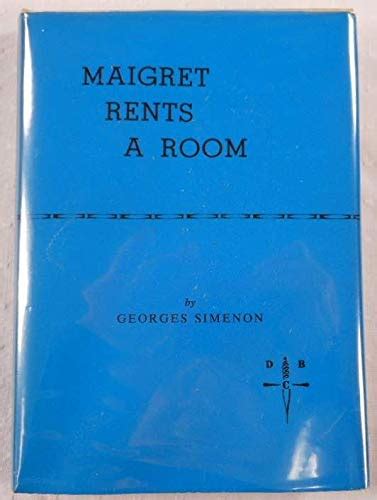 MAIGRET
RENTS
A ROOM
by
GEORGES SIMENON
D B
C